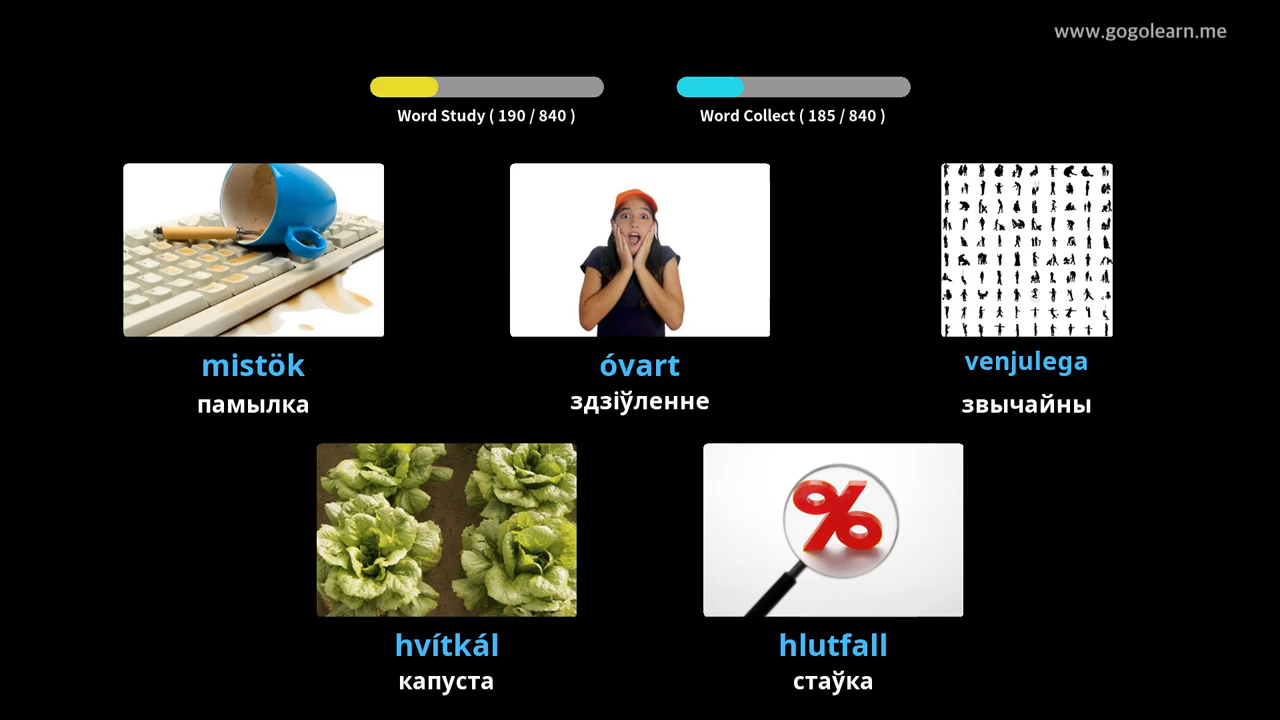 www.gogolearn.me
Word Study ( 190 / 840 )
Word Collect ( 185 / 840 )
mistök
памылка
óvart
здзіўленне
venjulega
звычайны
hvítkál
капуста
hlutfall
стаўка